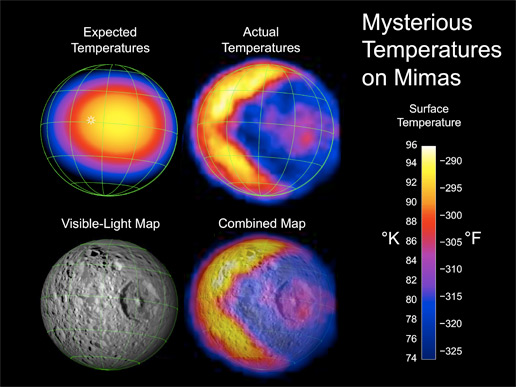 Mysterious
Temperatures
on Mimas
Expected
Temperatures
Actual
Temperatures
Visible-Light Map
Combined Map
Surface
Temperature
°K
°F
96
94
92
90
88
86
84
82
80
78
76
74
−290
−295
−300
−305
−310
−315
−320
−325